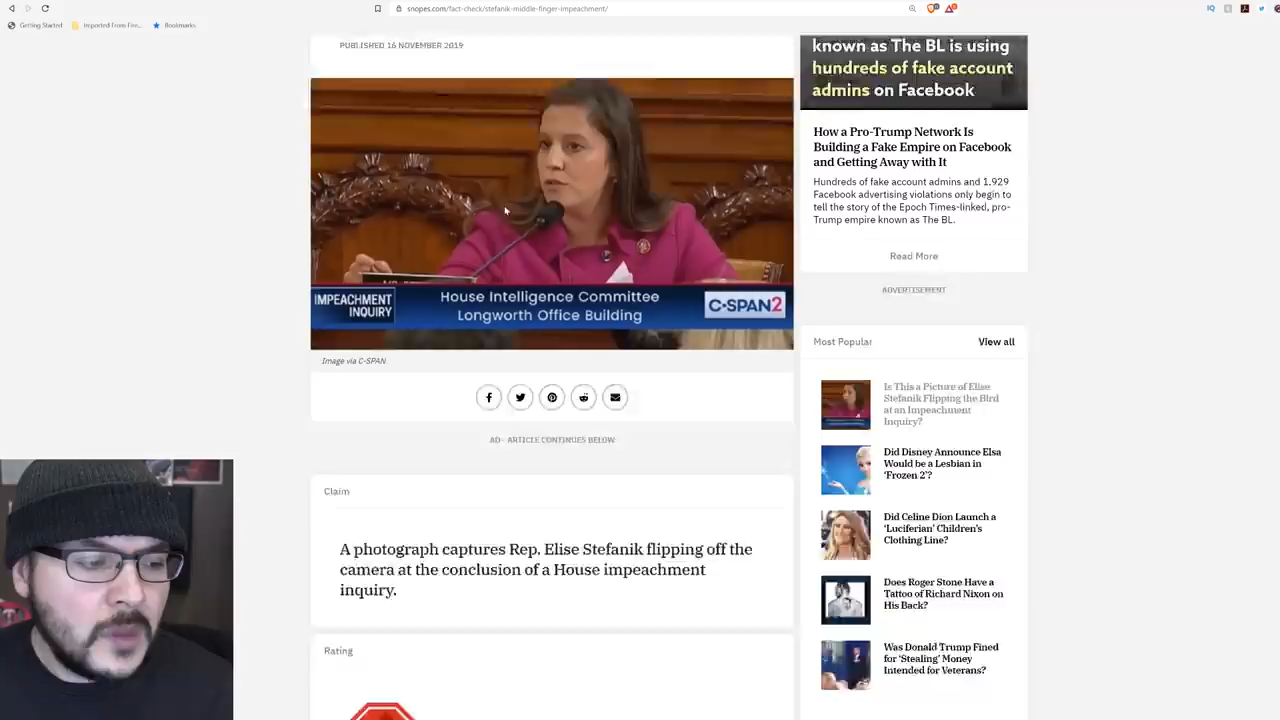 snopes.com/fact-check/stefanik-middle-finger-impeachment/
Getting Started
Imported From Fire...
Bookmarks
IQ
PUBLISHED 16 NOVEMBER 2019
IMPEACHMENT
INQUIRY
House Intelligence Committee
Longworth Office Building
C-SPAN2
Image via C-SPAN
AD - ARTICLE CONTINUES BELOW
Claim
A photograph captures Rep. Elise Stefanik flipping off the
camera at the conclusion of a House impeachment
inquiry.
Rating
known as The BL is using
hundreds of fake account
admins on Facebook
How a Pro-Trump Network Is
Building a Fake Empire on Facebook
and Getting Away with It
Hundreds of fake account admins and 1,929
Facebook advertising violations only begin to
tell the story of the Epoch Times-linked, pro-
Trump empire known as The BL.
Read More
ADVERTISEMENT
Most Popular
View all
Is This a Picture of Elise
Stefanik Flipping the Bird
at an Impeachment
Inquiry?
Did Disney Announce Elsa
Would be a Lesbian in
‘Frozen 2’?
Did Celine Dion Launch a
‘Luciferian’ Children’s
Clothing Line?
Does Roger Stone Have a
Tattoo of Richard Nixon on
His Back?
Was Donald Trump Fined
for ‘Stealing’ Money
Intended for Veterans?